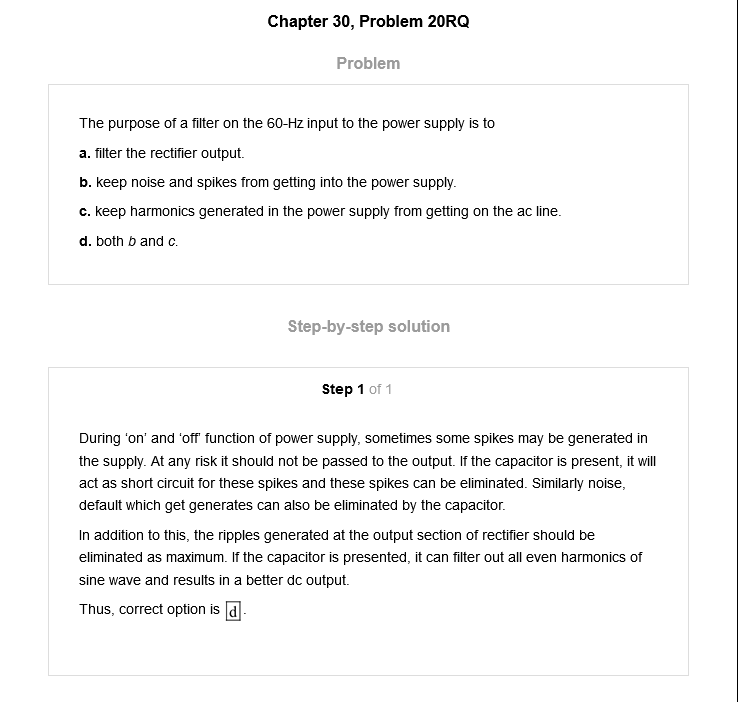 Chapter 30, Problem 20RQ
Problem
The purpose of a filter on the 60-Hz input to the power supply is to
a. filter the rectifier output.
b. keep noise and spikes from getting into the power supply.
c. keep harmonics generated in the power supply from getting on the ac line.
d. both b and c.
Step-by-step solution
Step 1 of 1
During 'on' and 'off' function of power supply, sometimes some spikes may be generated in
the supply. At any risk it should not be passed to the output. If the capacitor is present, it will
act as short circuit for these spikes and these spikes can be eliminated. Similarly noise,
default which get generates can also be eliminated by the capacitor.
In addition to this, the ripples generated at the output section of rectifier should be
eliminated as maximum. If the capacitor is presented, it can filter out all even harmonics of
sine wave and results in a better dc output.
Thus, correct option is d.